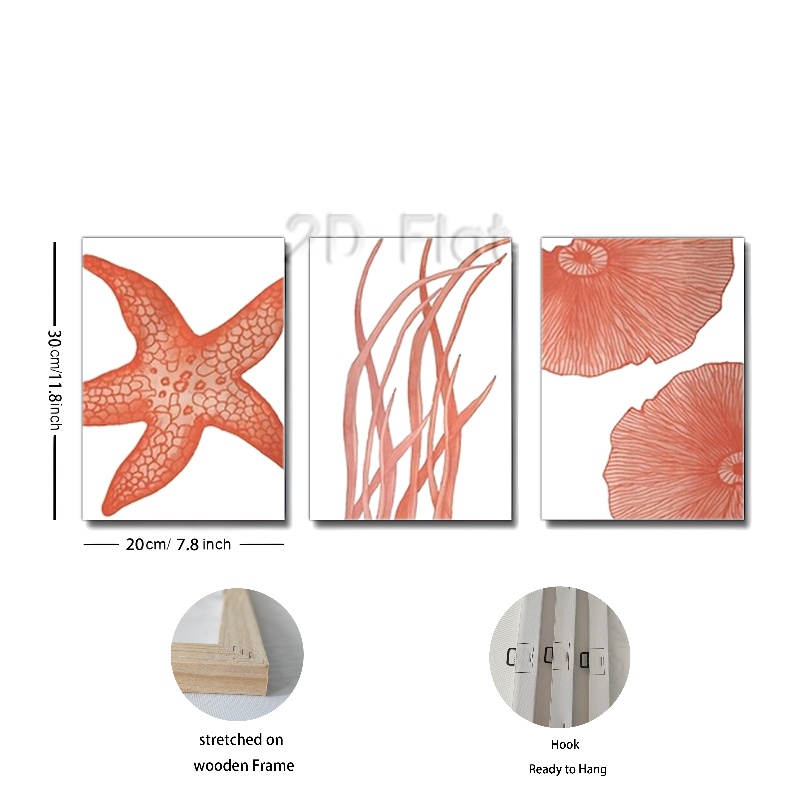 2D Flat
30cm/11.8inch
20cm/ 7.8 inch
stretched on
wooden Frame
Hook
Ready to Hang